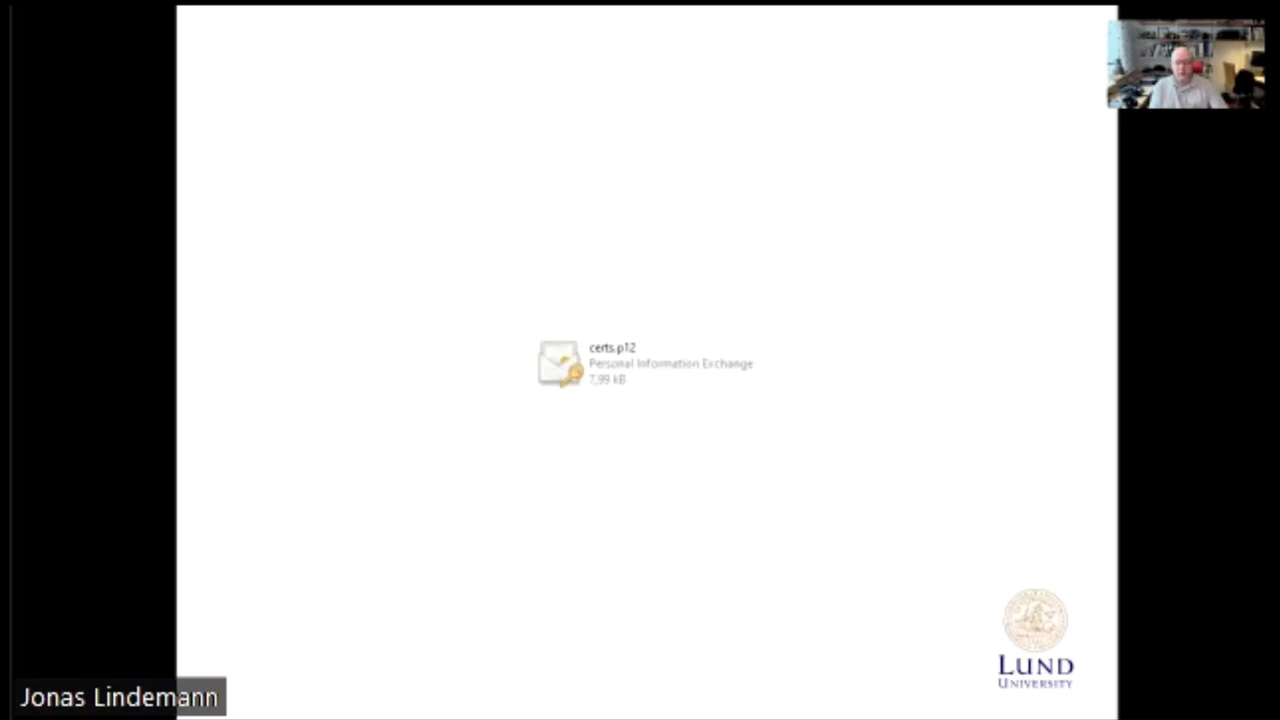 certs.p12
Personal Information Exchange
7,99 kB
LUND
UNIVERSITY
Jonas Lindemann